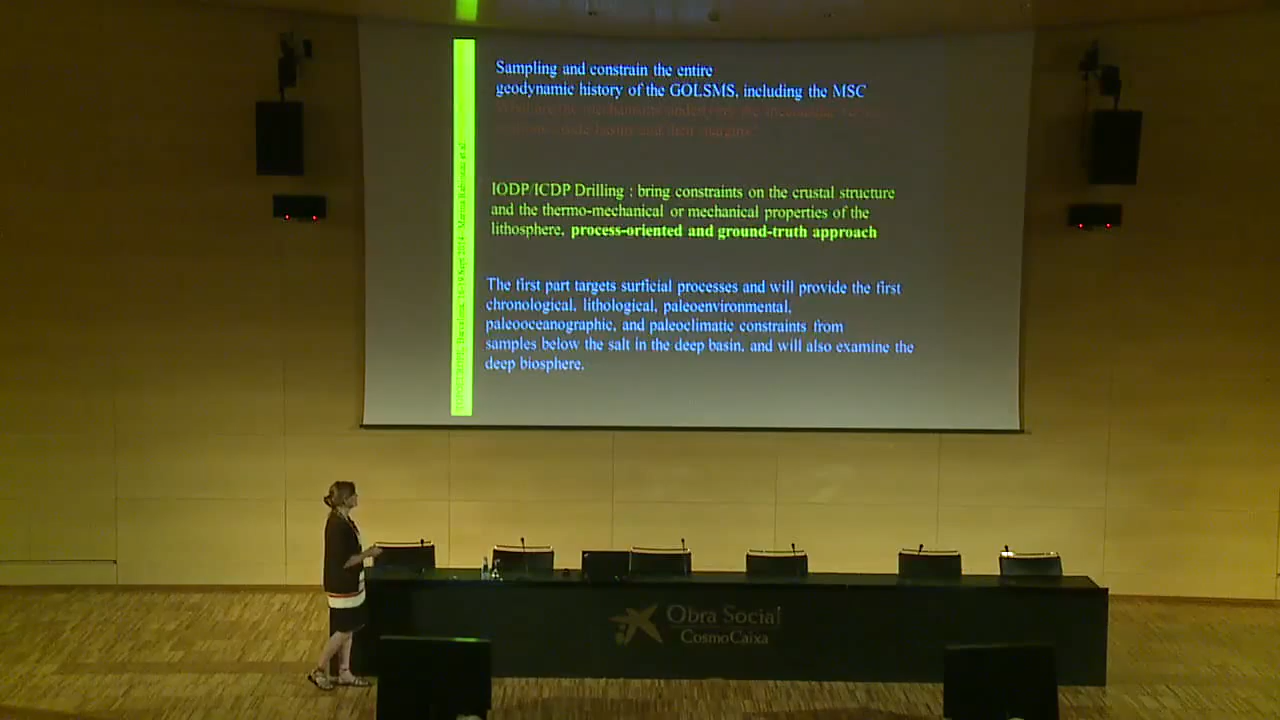 Sampling and constrain the entire
geodynamic history of the GOLSMS, including the MSC
IODP/ICDP Drilling : bring constraints on the crustal structure
and the thermo-mechanical or mechanical properties of the
lithosphere, process-oriented and ground-truth approach
The first part targets surficial processes and will provide the first
chronological, lithological, paleoenvironmental,
paleooceanographic, and paleoclimatic constraints from
samples below the salt in the deep basin, and will also examine the
deep biosphere.
Obra Social
CosmoCaixa